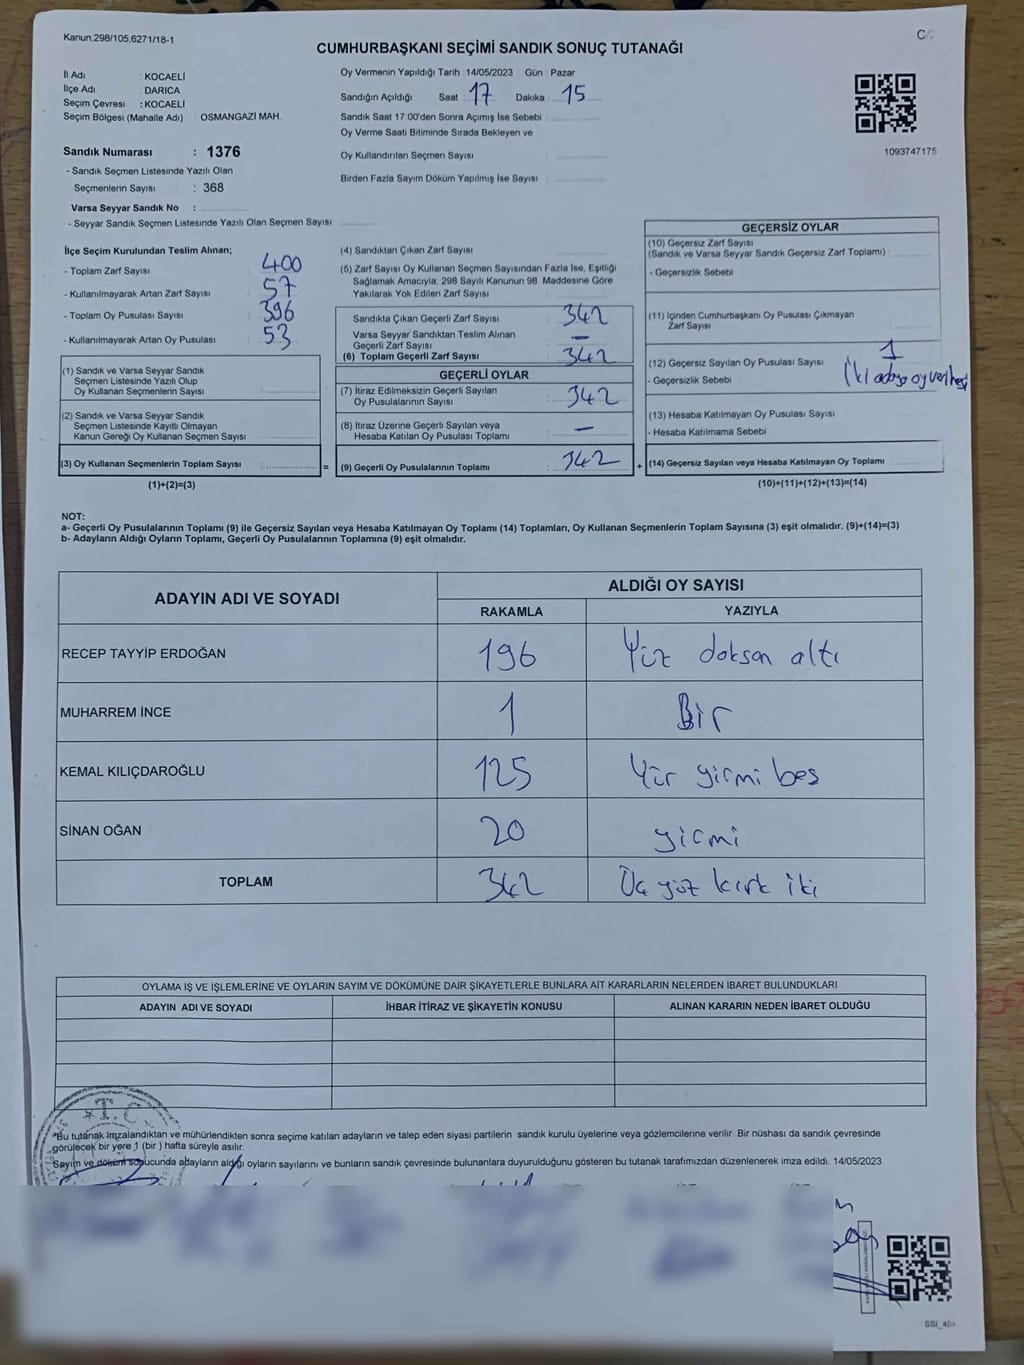 Kanun;298/105,6271/18-1
CUMHURBAŞKANI SEÇİMİ SANDIK SONUÇ TUTANAĞI
İl Adı : KOCAELİ
İlçe Adı : DARICA
Seçim Çevresi : KOCAELİ
Seçim Bölgesi (Mahalle Adı) : OSMANGAZİ MAH.
Sandık Numarası : 1376
- Sandık Seçmen Listesinde Yazılı Olan
Seçmenlerin Sayısı : 368
Varsa Seyyar Sandık No :
- Seyyar Sandık Seçmen Listesinde Yazılı Olan Seçmen Sayısı :
Oy Vermenin Yapıldığı Tarih : 14/05/2023 Gün : Pazar
Sandığın Açıldığı Saat : 17 Dakika : 15
Sandık Saat 17 00'den Sonra Açımış İse Sebebi :
Oy Verme Saati Bitiminde Sırada Bekleyen ve
Oy Kullandırılan Seçmen Sayısı :
Birden Fazla Sayım Döküm Yapılmış İse Sayısı :
1093747175
İlçe Seçim Kurulundan Teslim Alınan;
- Toplam Zarf Sayısı : 400
- Kullanılmayarak Artan Zarf Sayısı : 57
- Toplam Oy Pusulası Sayısı : 396
- Kullanılmayarak Artan Oy Pusulası : 53
(1) Sandık ve Varsa Seyyar Sandık
Seçmen Listesinde Yazılı Olup
Oy Kullanan Seçmenlerin Sayısı :
(2) Sandık ve Varsa Seyyar Sandık
Seçmen Listesinde Kayıtlı Olmayan
Kanun Gereği Oy Kullanan Seçmen Sayısı :
(3) Oy Kullanan Seçmenlerin Toplam Sayısı : =
(1)+(2)=(3)
(4) Sandıktan Çıkan Zarf Sayısı :
(5) Zarf Sayısı Oy Kullanan Seçmen Sayısından Fazla İse, Eşitliği
Sağlamak Amacıyla, 298 Sayılı Kanunun 98. Maddesine Göre
Yakılarak Yok Edilen Zarf Sayısı :
Sandıkta Çıkan Geçerli Zarf Sayısı : 342
Varsa Seyyar Sandıktan Teslim Alınan
Geçerli Zarf Sayısı : —
(6) Toplam Geçerli Zarf Sayısı : 342
GEÇERLİ OYLAR
(7) İtiraz Edilmeksizin Geçerli Sayılan
Oy Pusulalarının Sayısı : 342
(8) İtiraz Üzerine Geçerli Sayılan veya
Hesaba Katılan Oy Pusulası Toplamı : —
(9) Geçerli Oy Pusulalarının Toplamı : 342 +
GEÇERSİZ OYLAR
(10) Geçersiz Zarf Sayısı
(Sandık ve Varsa Seyyar Sandık Geçersiz Zarf Toplamı) :
- Geçersizlik Sebebi :
(11) İçinden Cumhurbaşkanı Oy Pusulası Çıkmayan
Zarf Sayısı :
(12) Geçersiz Sayılan Oy Pusulası Sayısı : 1
- Geçersizlik Sebebi : İki adaya oy verilmesi
(13) Hesaba Katılmayan Oy Pusulası Sayısı :
- Hesaba Katılmama Sebebi :
(14) Geçersiz Sayılan veya Hesaba Katılmayan Oy Toplamı :
(10)+(11)+(12)+(13)=(14)
NOT:
a- Geçerli Oy Pusulalarının Toplamı (9) ile Geçersiz Sayılan veya Hesaba Katılmayan Oy Toplamı (14) Toplamları, Oy Kullanan Seçmenlerin Toplam Sayısına (3) eşit olmalıdır. (9)+(14)=(3)
b- Adayların Aldığı Oyların Toplamı, Geçerli Oy Pusulalarının Toplamına (9) eşit olmalıdır.
ADAYIN ADI VE SOYADI ALDIĞI OY SAYISI
RAKAMLA YAZIYLA
RECEP TAYYİP ERDOĞAN 196 Yüz doksan altı
MUHARREM İNCE 1 Bir
KEMAL KILIÇDAROĞLU 125 Yüz yirmi beş
SİNAN OĞAN 20 yirmi
TOPLAM 342 Üç yüz kırk iki
OYLAMA İŞ VE İŞLEMLERİNE VE OYLARIN SAYIM VE DÖKÜMÜNE DAİR ŞİKAYETLERLE BUNLARA AİT KARARLARIN NELERDEN İBARET BULUNDUKLARI
ADAYIN ADI VE SOYADI İHBAR İTİRAZ VE ŞİKAYETİN KONUSU ALINAN KARARIN NEDEN İBARET OLDUĞU
T.C
*Bu tutanak imzalandıktan ve mühürlendikten sonra seçime katılan adayların ve talep eden siyasi partilerin sandık kurulu üyelerine veya gözlemcilerine verilir .Bir nüshası da sandık çevresinde
görülecek bir yere 1 (bir ) hafta süreyle asılır.
Sayım ve döküm sonucunda adayların aldığı oyların sayılarını ve bunların sandık çevresinde bulunanlara duyurulduğunu gösteren bu tutanak tarafımızdan düzenlenerek imza edildi. 14/05/2023